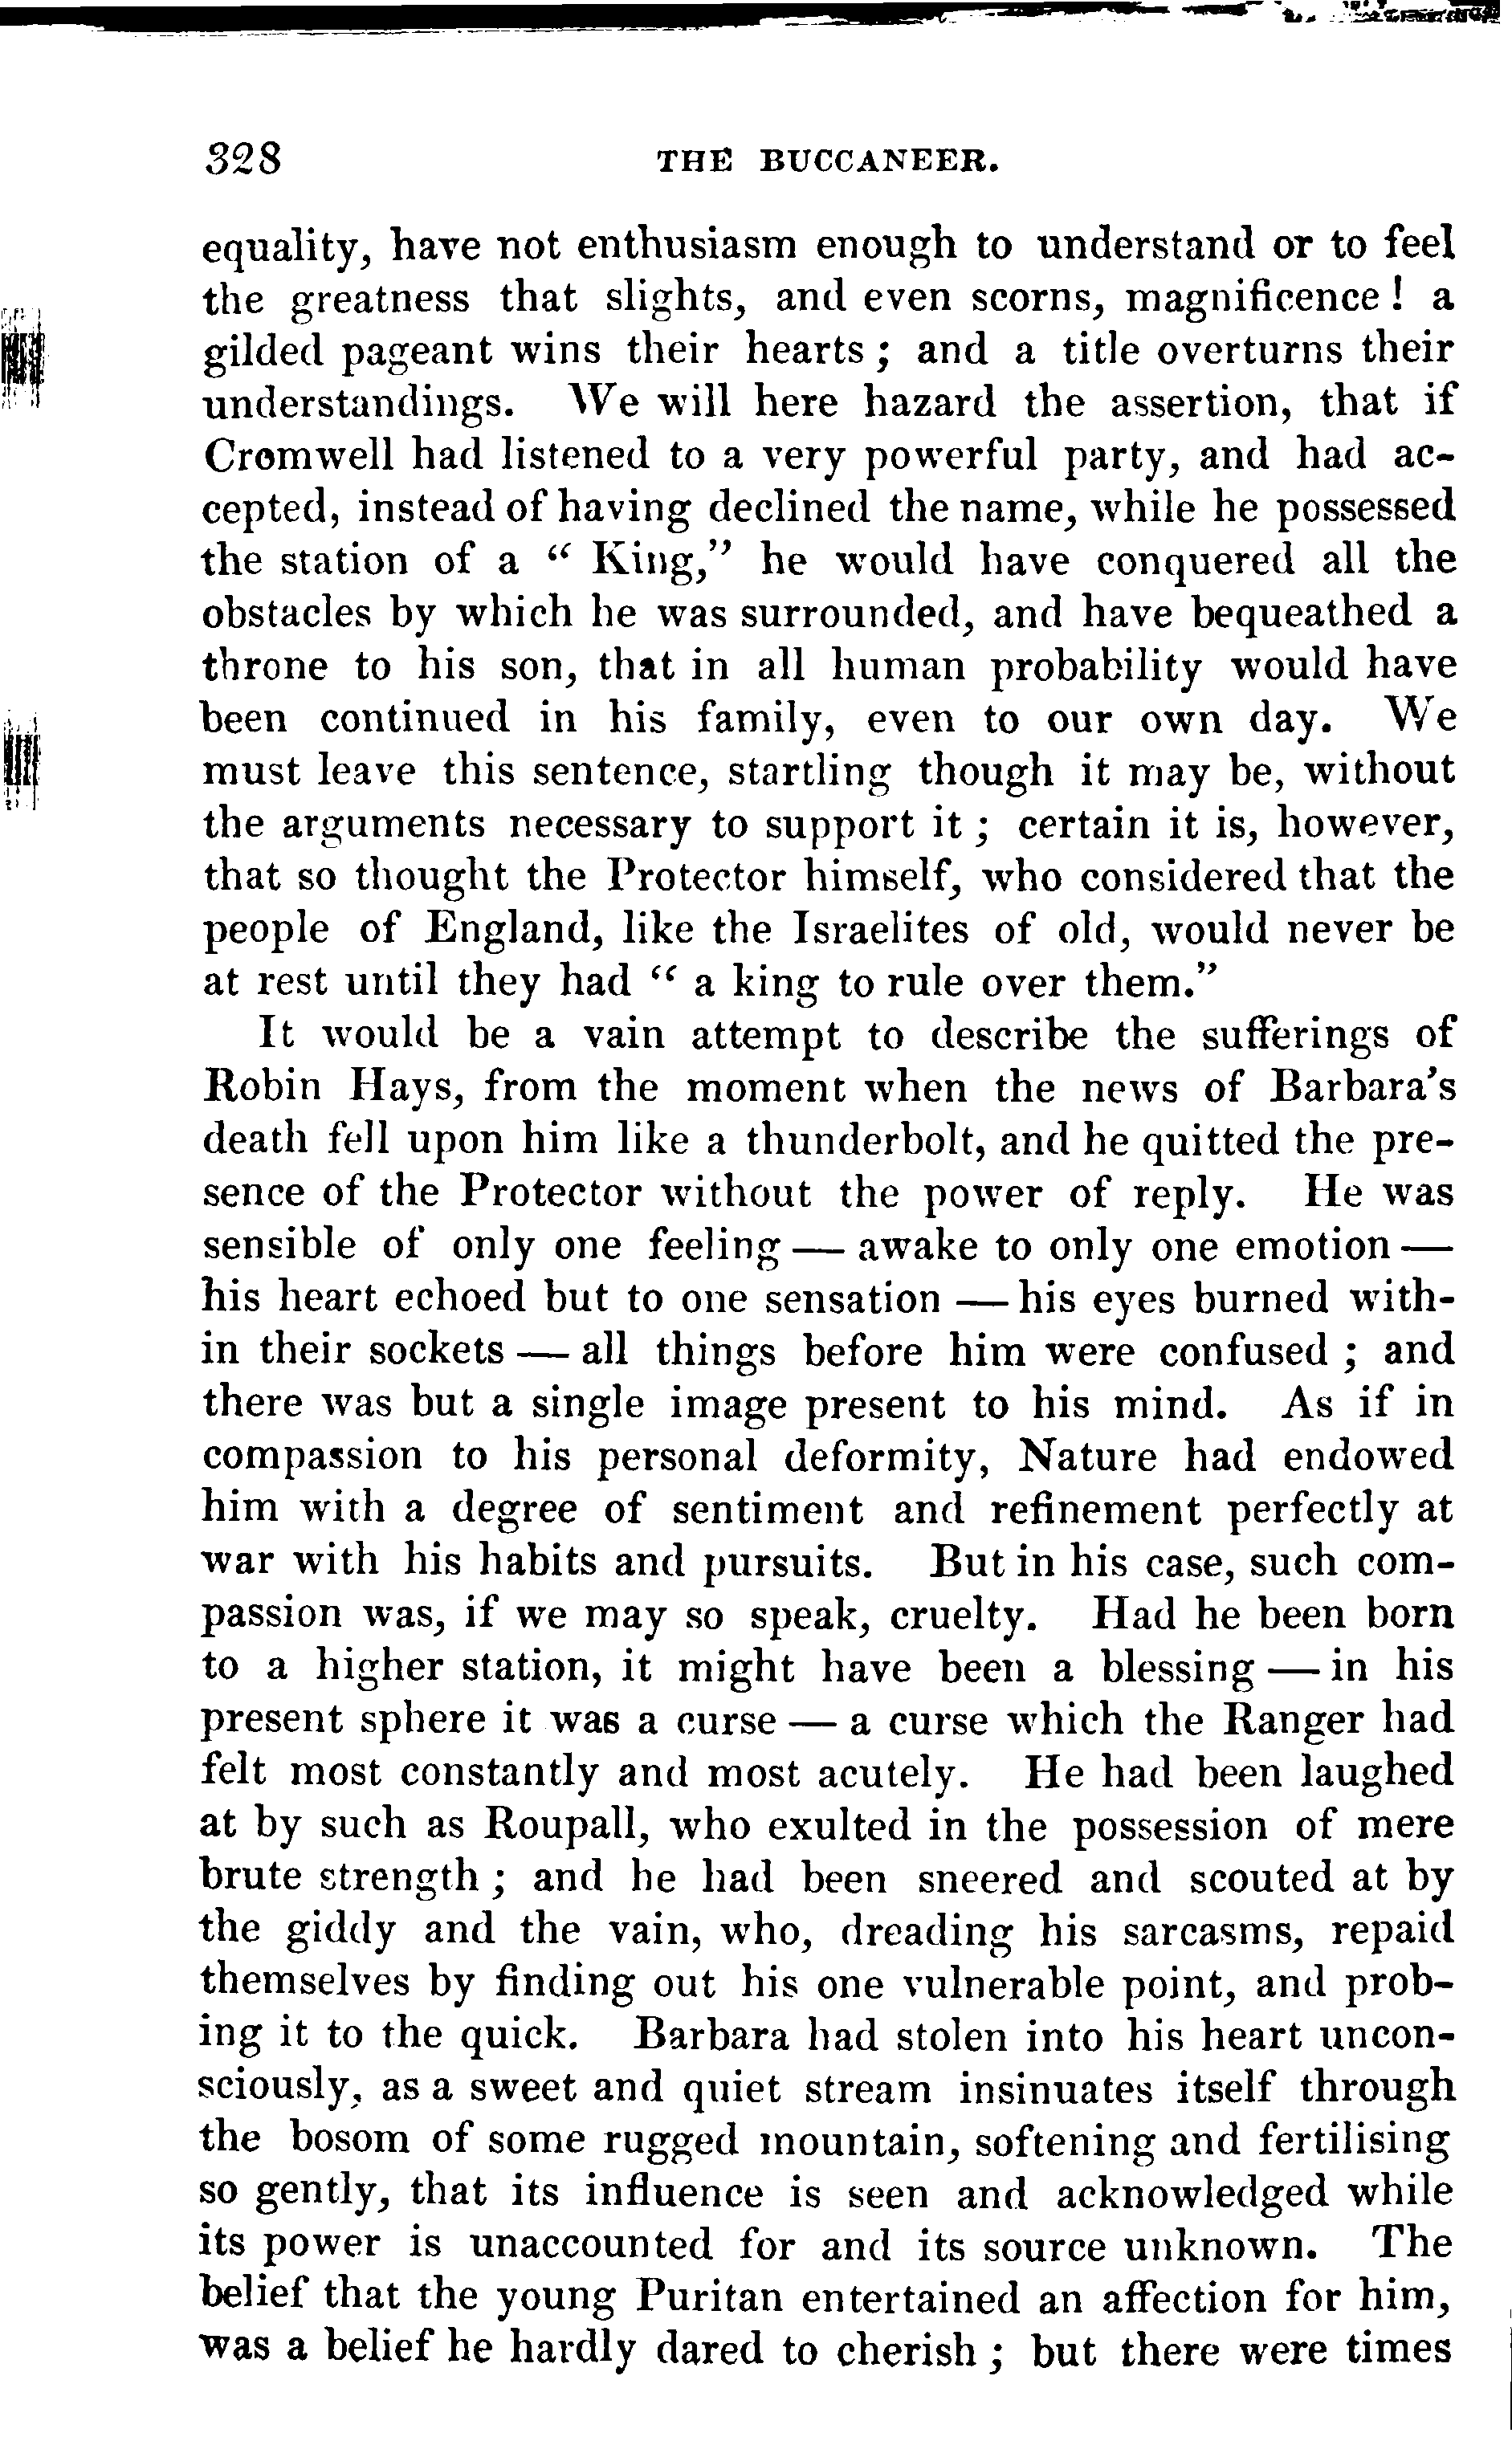 328 THE BUCCANEER.
equality, have not enthusiasm enough to understand or to feel
the greatness that slights, and even scorns, magnificence! a
gilded pageant wins their hearts; and a title overturns their
understandings. We will here hazard the assertion, that if
Cromwell had listened to a very powerful party, and had ac-
cepted, instead of having declined the name, while he possessed
the station of a "King," he would have conquered all the
obstacles by which he was surrounded, and have bequeathed a
throne to his son, that in all human probability would have
been continued in his family, even to our own day. We
must leave this sentence, startling though it may be, without
the arguments necessary to support it; certain it is, however,
that so thought the Protector himself, who considered that the
people of England, like the Israelites of old, would never be
at rest until they had "a king to rule over them."
It would be a vain attempt to describe the sufferings of
Robin Hays, from the moment when the news of Barbara's
death fell upon him like a thunderbolt, and he quitted the pre-
sence of the Protector without the power of reply. He was
sensible of only one feeling — awake to only one emotion —
his heart echoed but to one sensation — his eyes burned with-
in their sockets — all things before him were confused; and
there was but a single image present to his mind. As if in
compassion to his personal deformity, Nature had endowed
him with a degree of sentiment and refinement perfectly at
war with his habits and pursuits. But in his case, such com-
passion was, if we may so speak, cruelty. Had he been born
to a higher station, it might have been a blessing — in his
present sphere it was a curse — a curse which the Ranger had
felt most constantly and most acutely. He had been laughed
at by such as Roupall, who exulted in the possession of mere
brute strength; and he had been sneered and scouted at by
the giddy and the vain, who, dreading his sarcasms, repaid
themselves by finding out his one vulnerable point, and prob-
ing it to the quick. Barbara had stolen into his heart uncon-
sciously, as a sweet and quiet stream insinuates itself through
the bosom of some rugged mountain, softening and fertilising
so gently, that its influence is seen and acknowledged while
its power is unaccounted for and its source unknown. The
belief that the young Puritan entertained an affection for him,
was a belief he hardly dared to cherish; but there were times